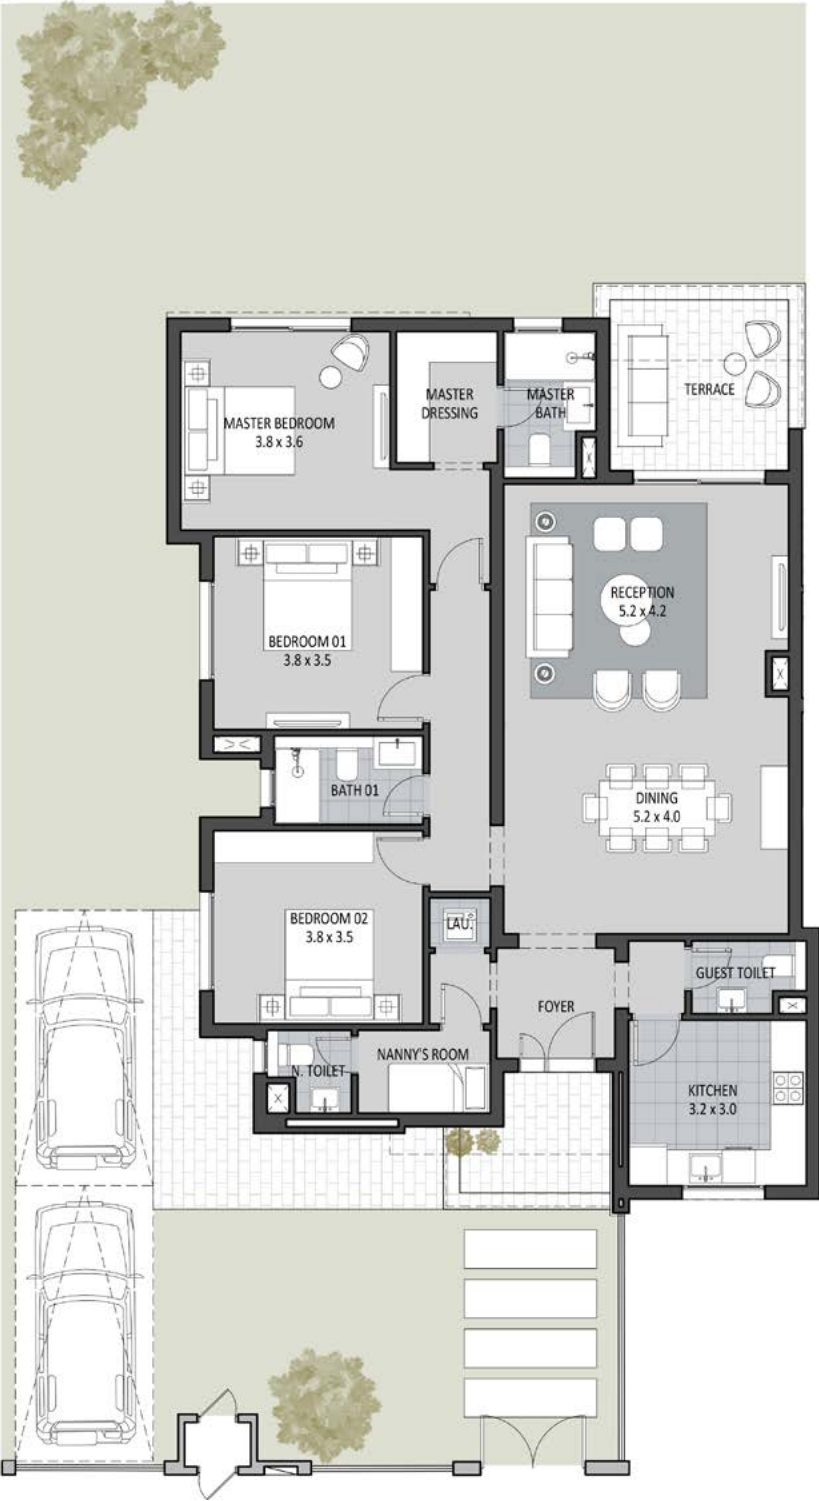 TERRACE
MASTER
DRESSING
MASTER
BATH
MASTER BEDROOM
3.8 x 3.6
RECEPTION
5.2 x 4.2
BEDROOM 01
3.8 x 3.5
BATH 01
DINING
5.2 x 4.0
BEDROOM 02
3.8 x 3.5
LAU.
GUEST TOILET
FOYER
NANNY'S ROOM
N. TOILET
KITCHEN
3.2 x 3.0